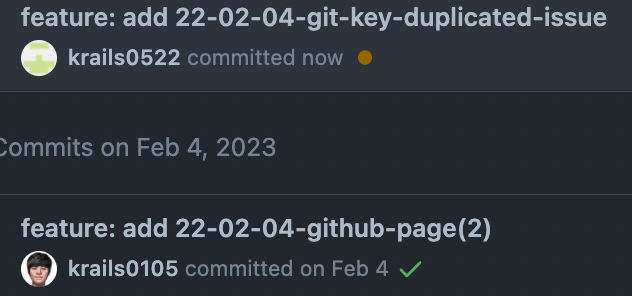 feature: add 22-02-04-git-key-duplicated-issue
krails0522 committed now
Commits on Feb 4, 2023
feature: add 22-02-04-github-page(2)
krails0105 committed on Feb 4